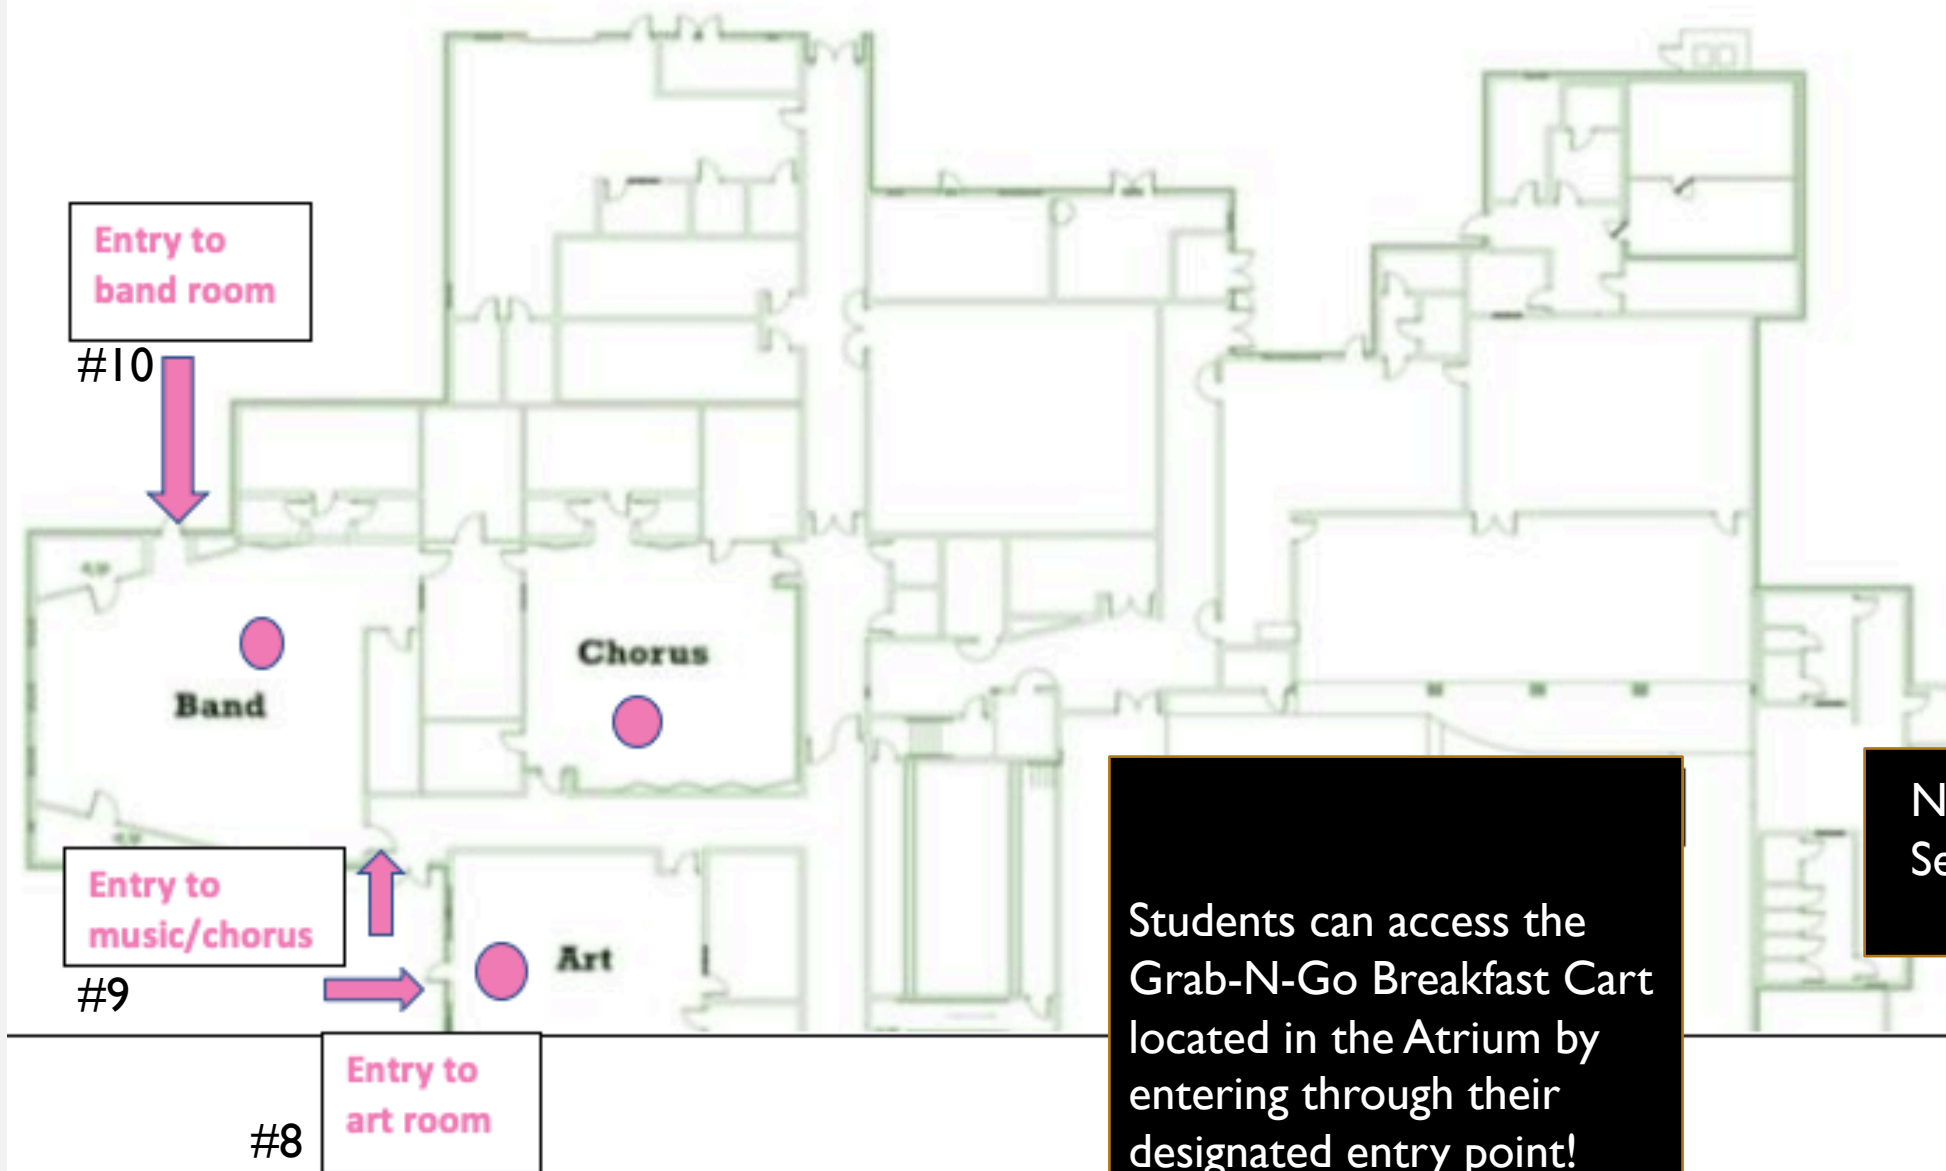 Entry to
band room
#10
Chorus
Band
Entry to
music/chorus
#9
Art
Entry to
art room
#8
Students can access the
Grab-N-Go Breakfast Cart
located in the Atrium by
entering through their
designated entry point!
N
Se